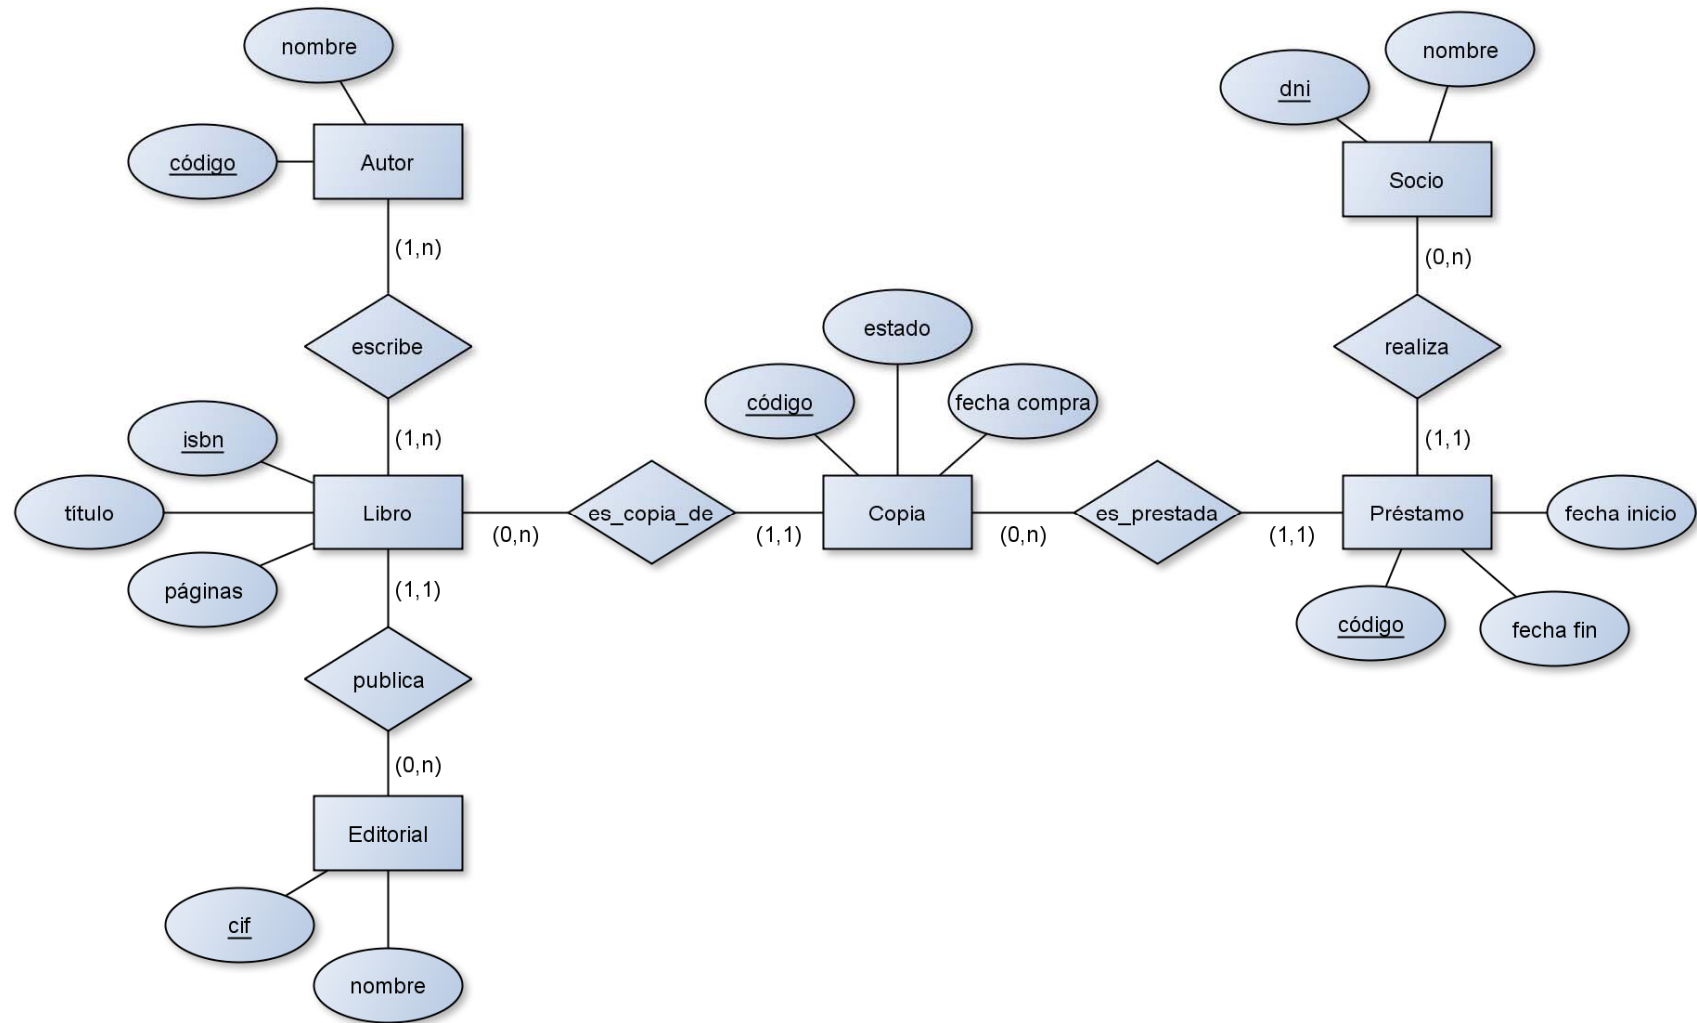 nombre
código
Autor
(1,n)
escribe
(1,n)
isbn
título
páginas
Libro
(0,n)
es_copia_de
(1,1)
(1,1)
publica
(0,n)
Editorial
cif
nombre
estado
código
fecha compra
Copia
(0,n)
es_prestada
(1,1)
dni
nombre
Socio
(0,n)
realiza
(1,1)
Préstamo
fecha inicio
código
fecha fin